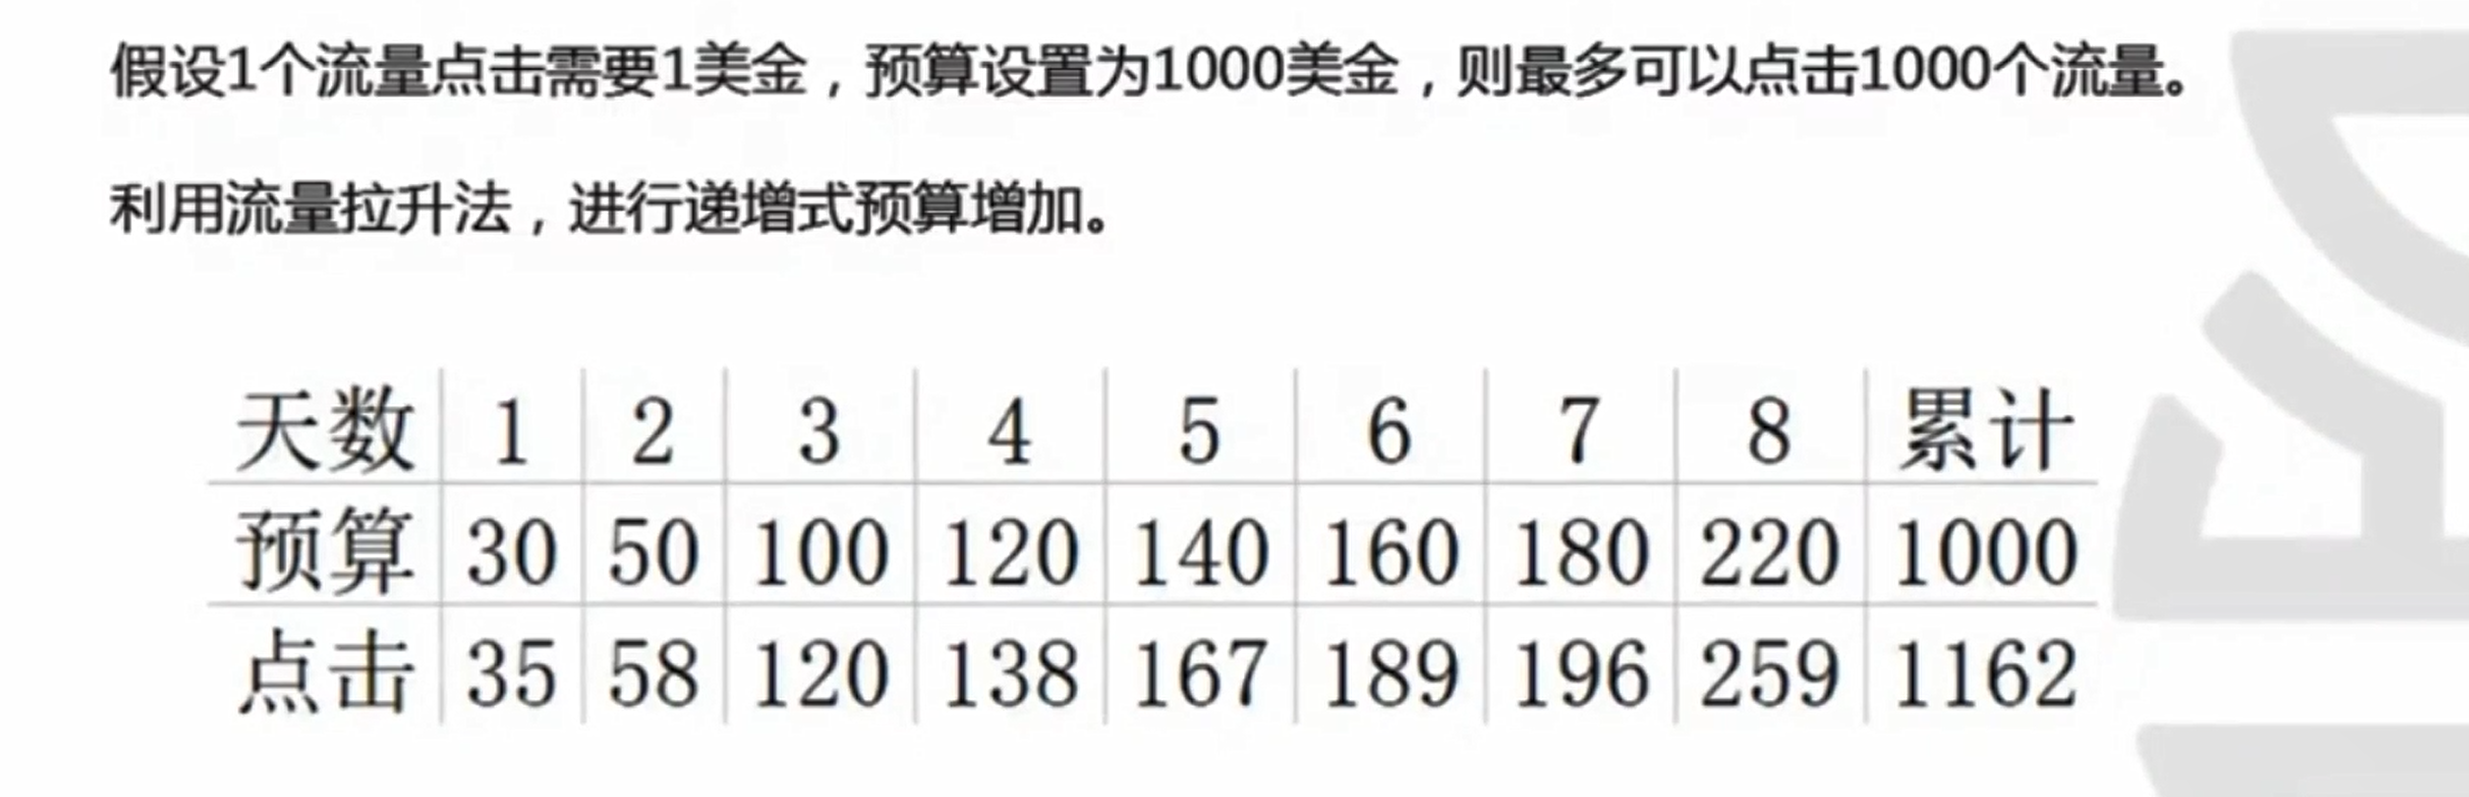 假设1个流量点击需要1美金，预算设置为1000美金，则最多可以点击1000个流量。
利用流量拉升法，进行递增式预算增加。
天数 1 2 3 4 5 6 7 8 累计
预算 30 50 100 120 140 160 180 220 1000
点击 35 58 120 138 167 189 196 259 1162